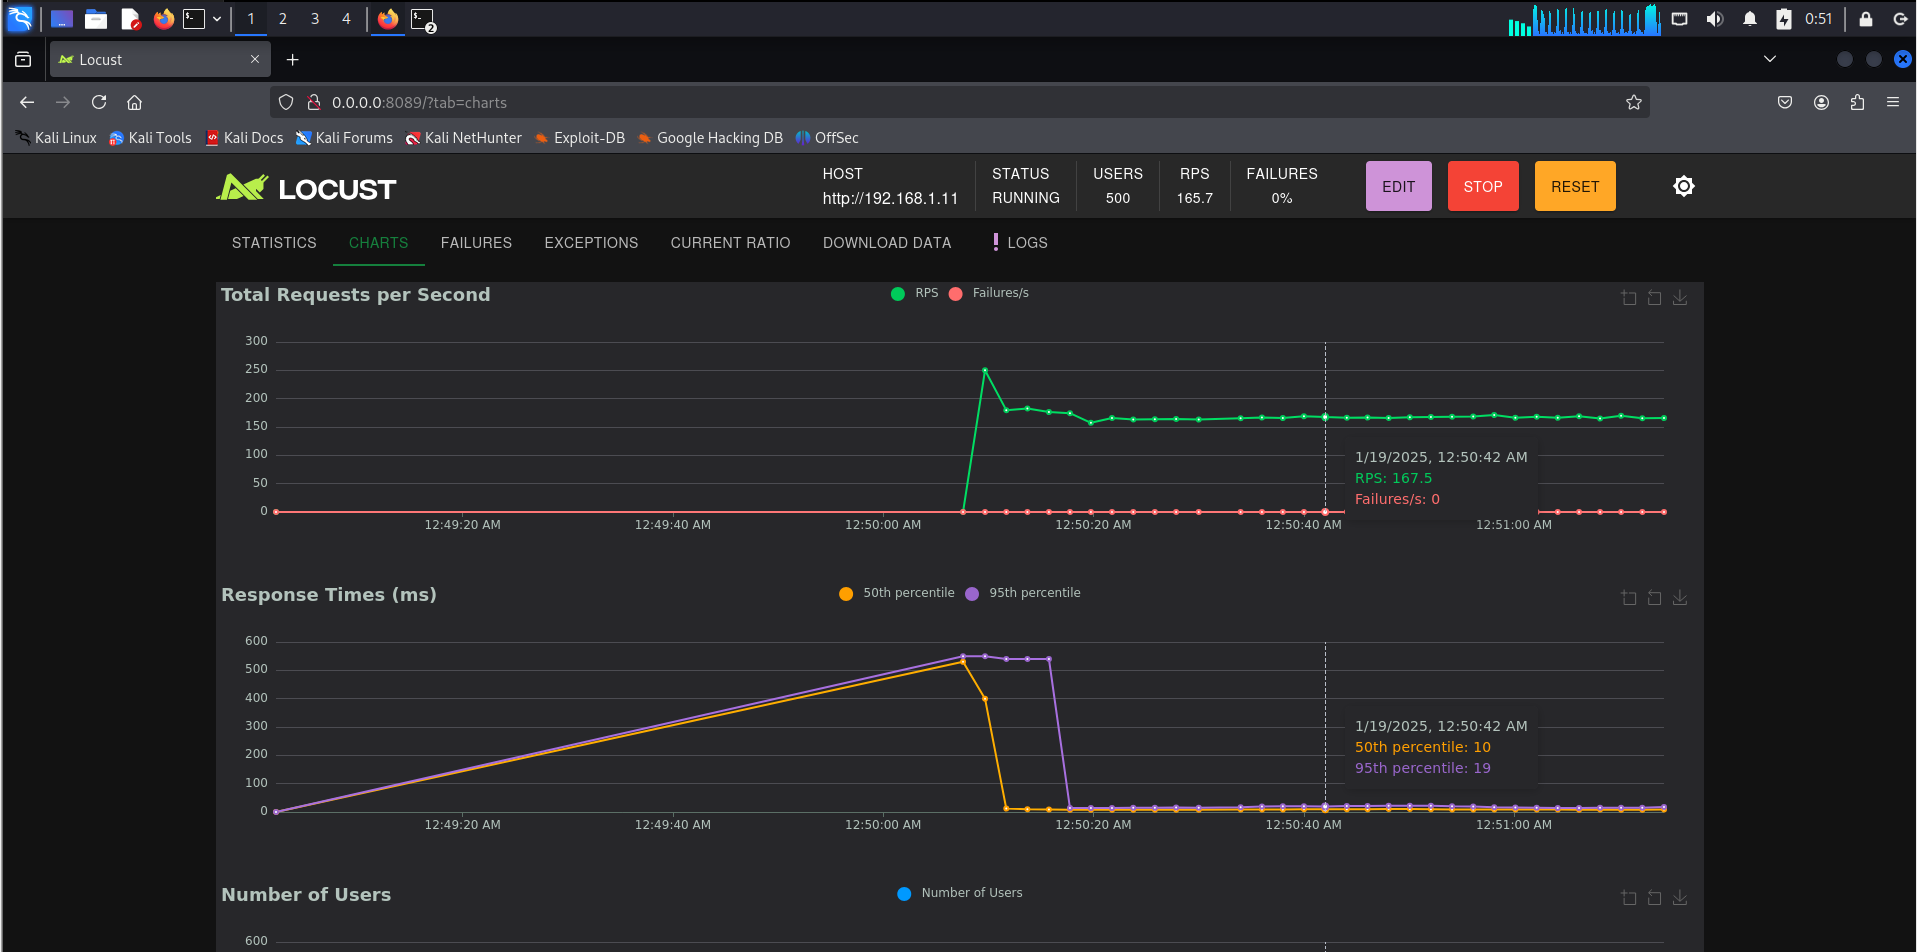 1 2 3 4 2 0:51
Locust
0.0.0.0:8089/?tab=charts
Kali Linux Kali Tools Kali Docs Kali Forums Kali NetHunter Exploit-DB Google Hacking DB OffSec
LOCUST
HOST STATUS USERS RPS FAILURES
http://192.168.1.11 RUNNING 500 165.7 0%
EDIT STOP RESET
STATISTICS CHARTS FAILURES EXCEPTIONS CURRENT RATIO DOWNLOAD DATA LOGS
Total Requests per Second RPS Failures/s
300
250
200
150
100
50
0
1/19/2025, 12:50:42 AM
RPS: 167.5
Failures/s: 0
12:49:20 AM 12:49:40 AM 12:50:00 AM 12:50:20 AM 12:50:40 AM 12:51:00 AM
Response Times (ms) 50th percentile 95th percentile
600
500
400
300
200
100
0
1/19/2025, 12:50:42 AM
50th percentile: 10
95th percentile: 19
12:49:20 AM 12:49:40 AM 12:50:00 AM 12:50:20 AM 12:50:40 AM 12:51:00 AM
Number of Users Number of Users
600